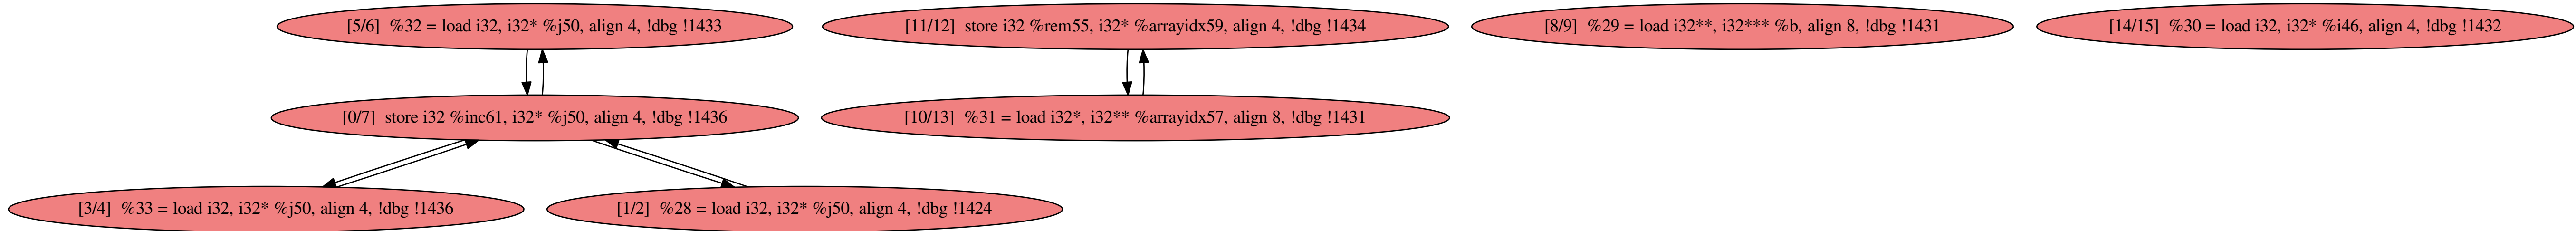 [5/6]  %32 = load i32, i32* %j50, align 4, !dbg !1433
[11/12]  store i32 %rem55, i32* %arrayidx59, align 4, !dbg !1434
[8/9]  %29 = load i32**, i32*** %b, align 8, !dbg !1431
[14/15]  %30 = load i32, i32* %i46, align 4, !dbg !1432
[0/7]  store i32 %inc61, i32* %j50, align 4, !dbg !1436
[10/13]  %31 = load i32*, i32** %arrayidx57, align 8, !dbg !1431
[3/4]  %33 = load i32, i32* %j50, align 4, !dbg !1436
[1/2]  %28 = load i32, i32* %j50, align 4, !dbg !1424